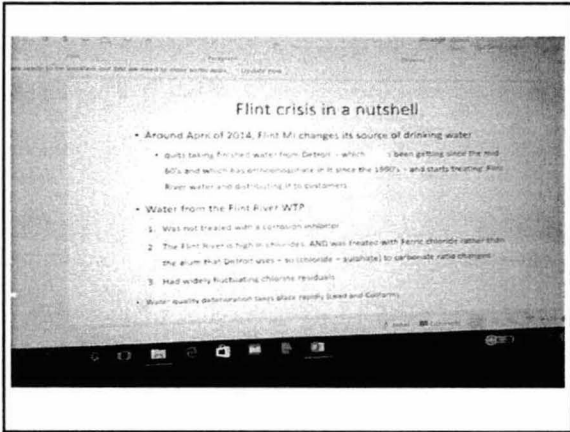 Flint crisis in a nutshell
• Around April of 2014, Flint MI changes its source of drinking water
• quits taking finished water from Detroit – which been getting since the mid
60's and which has orthophosphate in it since the 1990's – and starts treating Flint
River water and distributing it to customers
• Water from the Flint River WTP
1. Was not treated with a corrosion inhibitor
2. The Flint River is high in chlorides, AND was treated with Ferric chloride rather than
the alum that Detroit uses – so (chloride – sulphate) to carbonate ratio changes
3. Had widely fluctuating chlorine residuals
• Water quality deterioration takes place rapidly (Lead and Coliform)